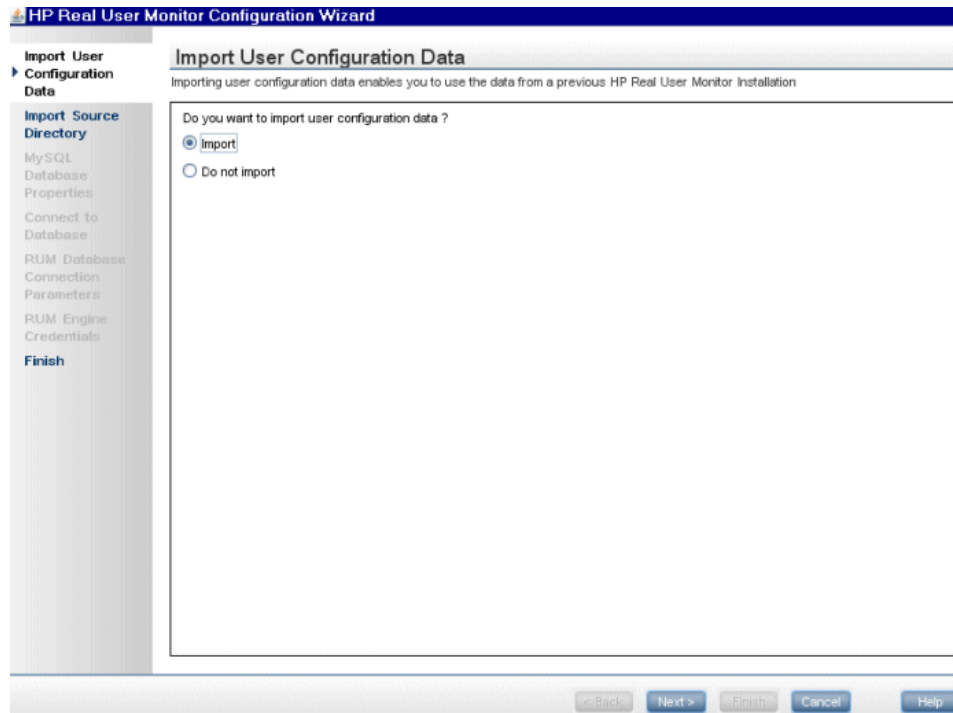 HP Real User Monitor Configuration Wizard
Import User
Configuration
Data
Import Source
Directory
MySQL
Database
Properties
Connect to
Database
RUM Database
Connection
Parameters
RUM Engine
Credentials
Finish
Import User Configuration Data
Importing user configuration data enables you to use the data from a previous HP Real User Monitor Installation
Do you want to import user configuration data ?
Import
Do not import
< Back
Next >
Finish
Cancel
Help